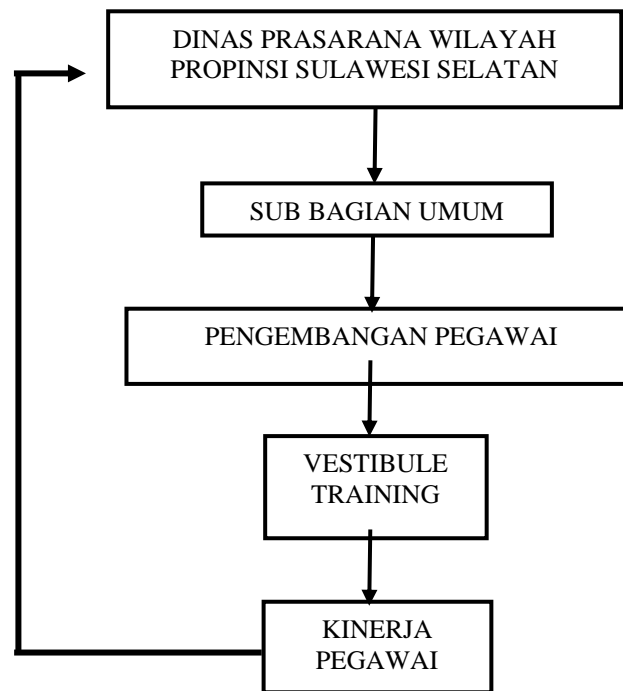 DINAS PRASARANA WILAYAH
PROPINSI SULAWESI SELATAN
SUB BAGIAN UMUM
PENGEMBANGAN PEGAWAI
VESTIBULE
TRAINING
KINERJA
PEGAWAI